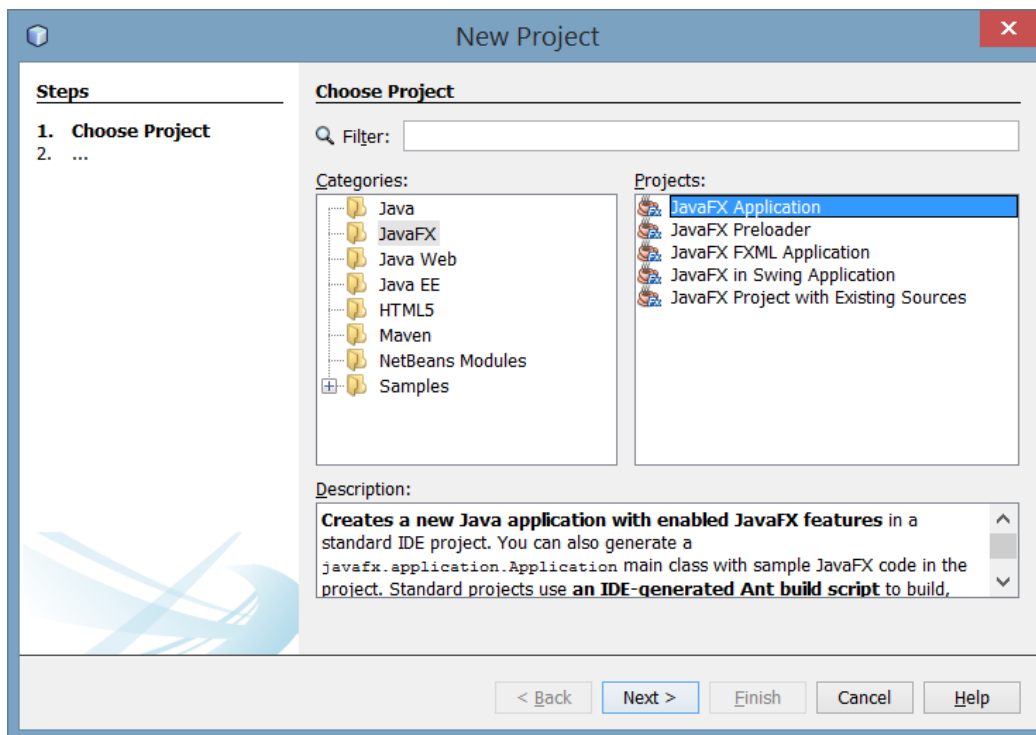 New Project
Steps
1. Choose Project
2. ...
Choose Project
Filter:
Categories:
Java
JavaFX
Java Web
Java EE
HTML5
Maven
NetBeans Modules
Samples
Projects:
JavaFX Application
JavaFX Preloader
JavaFX FXML Application
JavaFX in Swing Application
JavaFX Project with Existing Sources
Description:
Creates a new Java application with enabled JavaFX features in a
standard IDE project. You can also generate a
javafx.application.Application main class with sample JavaFX code in the
project. Standard projects use an IDE-generated Ant build script to build,
< Back
Next >
Finish
Cancel
Help